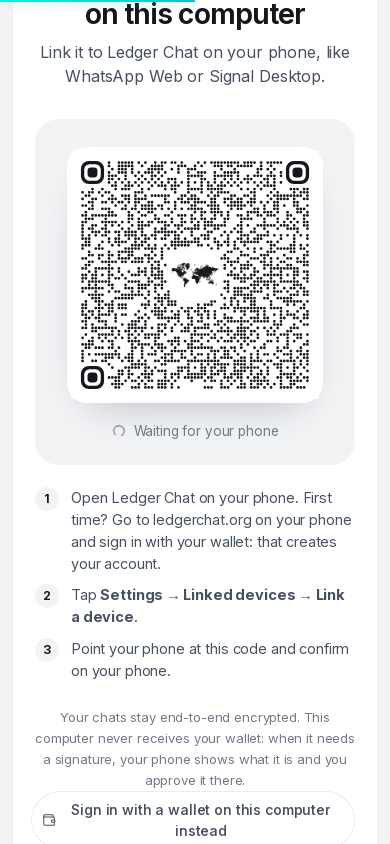 on this computer
Link it to Ledger Chat on your phone, like
WhatsApp Web or Signal Desktop.
Waiting for your phone
1 Open Ledger Chat on your phone. First
time? Go to ledgerchat.org on your phone
and sign in with your wallet: that creates
your account.
2 Tap Settings → Linked devices → Link
a device.
3 Point your phone at this code and confirm
on your phone.
Your chats stay end-to-end encrypted. This
computer never receives your wallet: when it needs
a signature, your phone shows what it is and you
approve it there.
Sign in with a wallet on this computer
instead